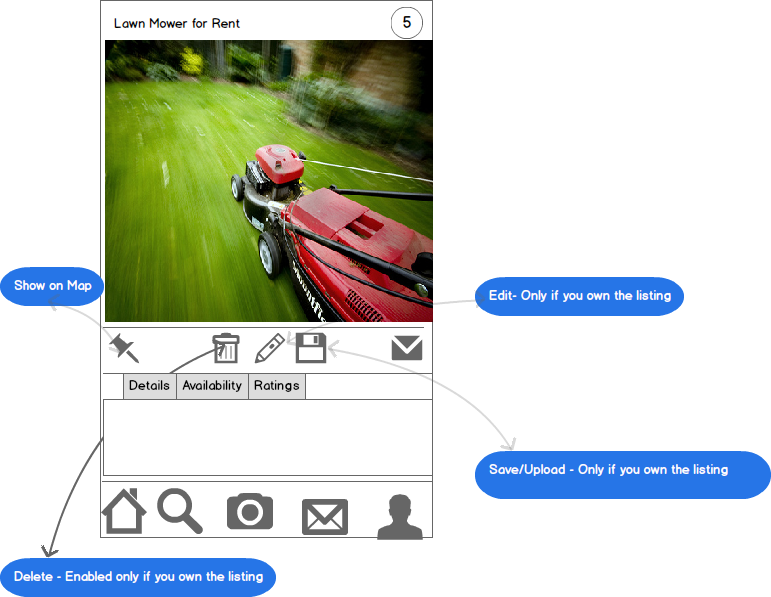 Lawn Mower for Rent
5
Show on Map
Edit- Only if you own the listing
Details
Availability
Ratings
Save/Upload - Only if you own the listing
Delete - Enabled only if you own the listing